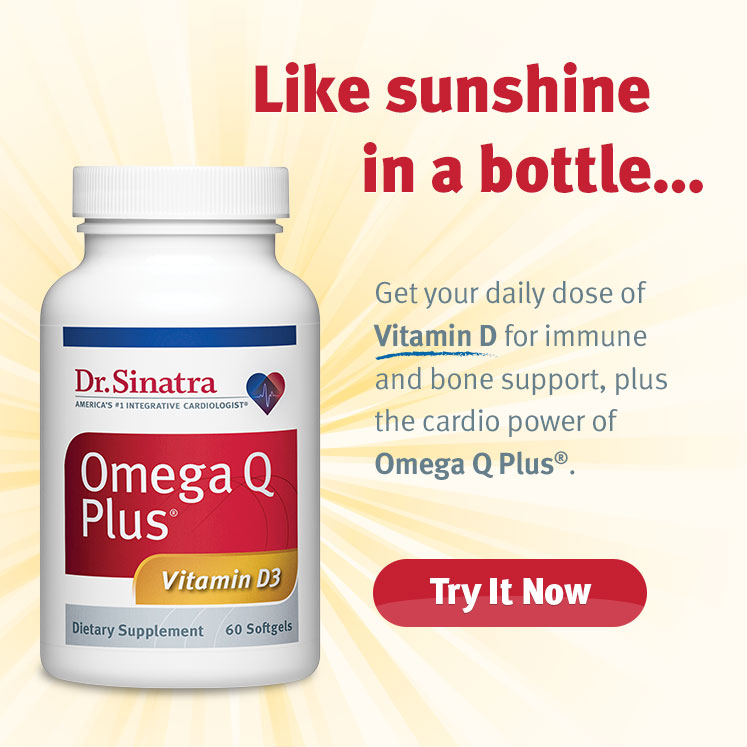 Like sunshine
in a bottle...
Get your daily dose of
Vitamin D for immune
and bone support, plus
the cardio power of
Omega Q Plus®.
Try It Now
Dr. Sinatra
AMERICA'S #1 INTEGRATIVE CARDIOLOGIST®
Omega Q
Plus®
Vitamin D3
Dietary Supplement 60 Softgels